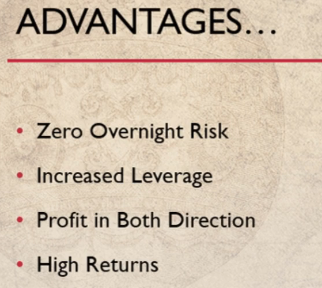 ADVANTAGES...
• Zero Overnight Risk
• Increased Leverage
• Profit in Both Direction
• High Returns